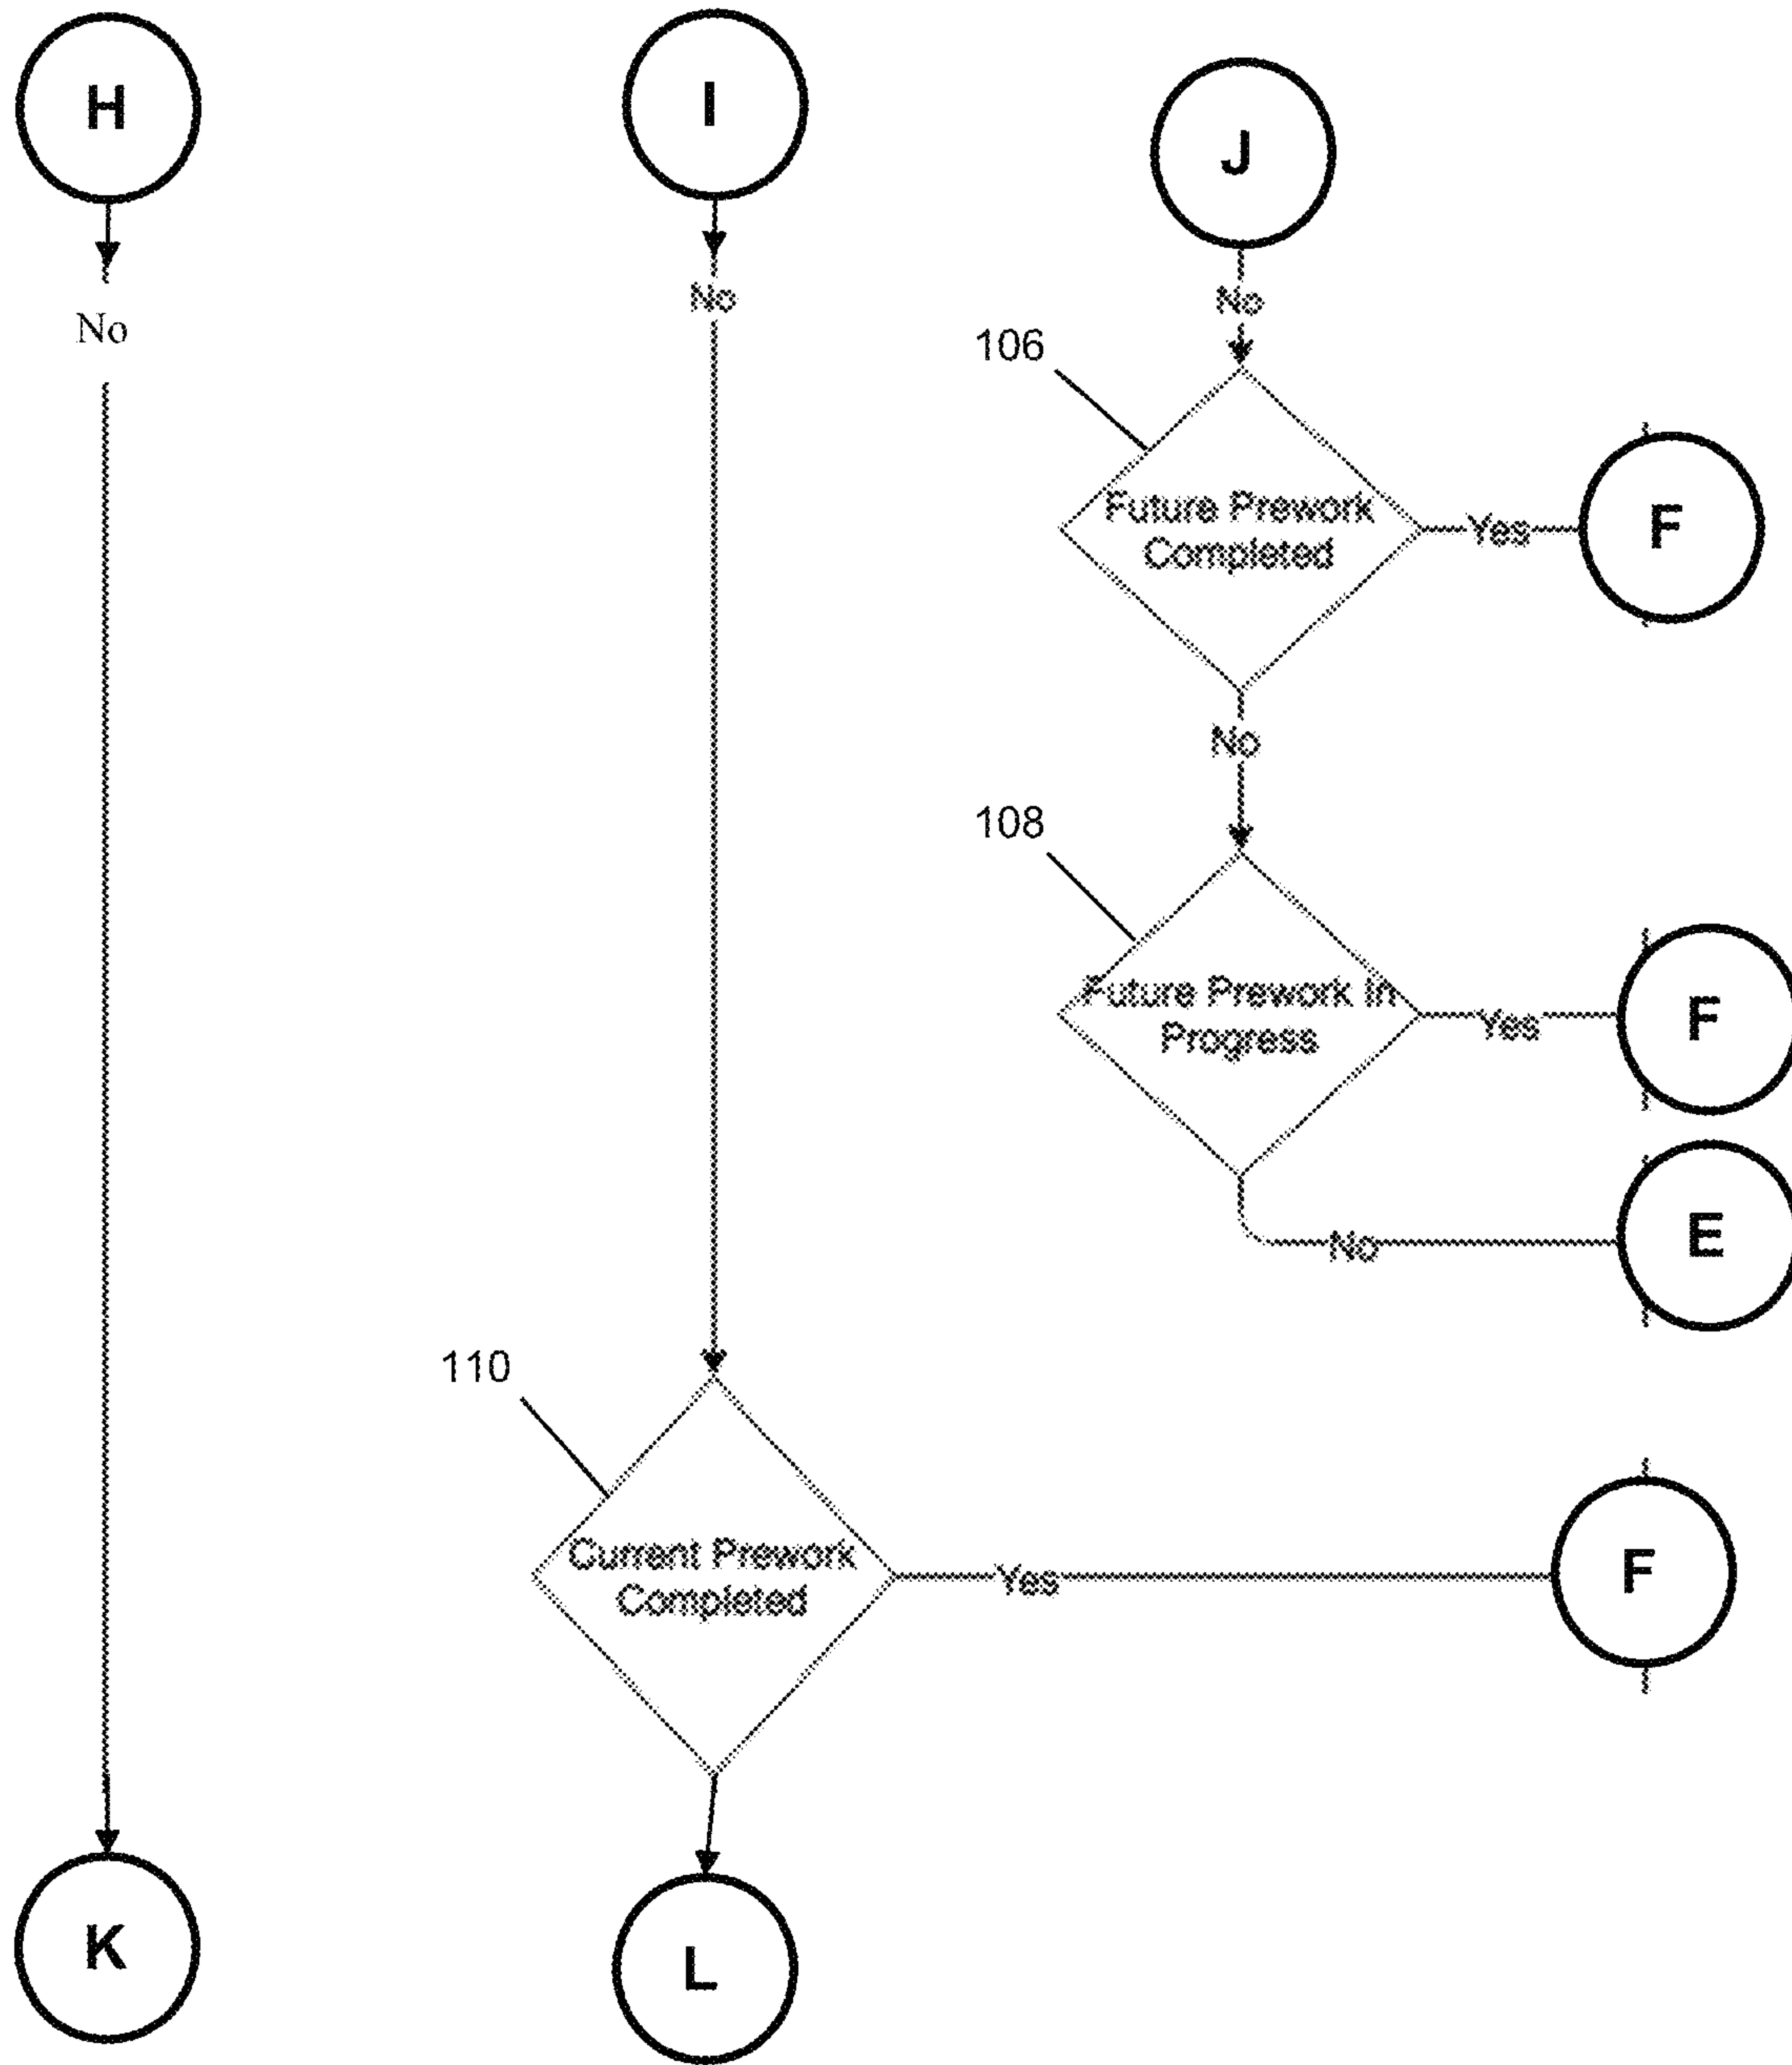 H
I
J
No
No
No
106
Future Prework
Completed
Yes
F
No
108
Future Prework In
Progress
Yes
F
No
E
110
Current Prework
Completed
Yes
F
K
L